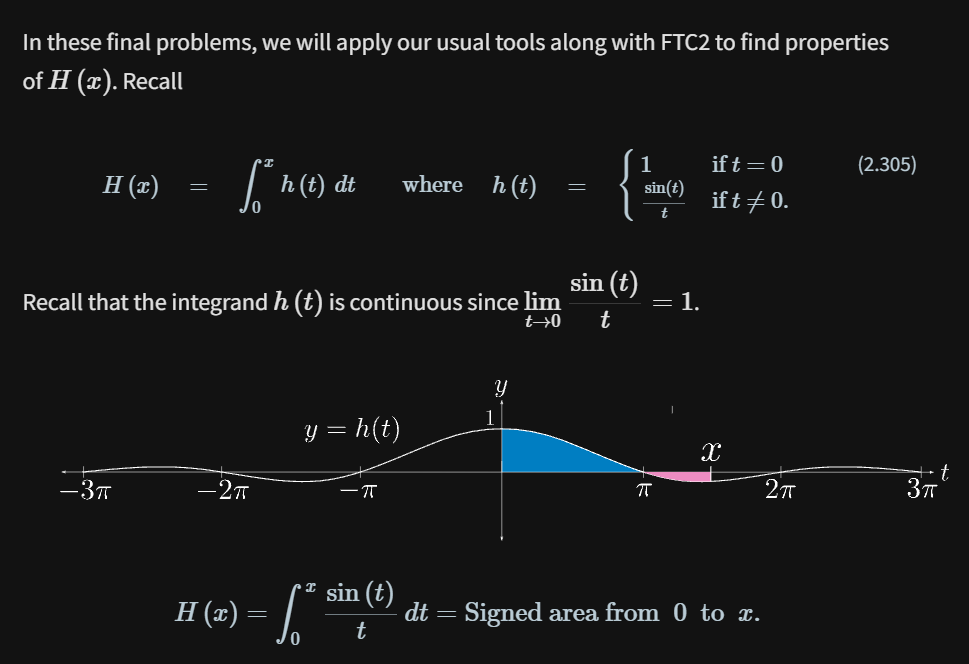 In these final problems, we will apply our usual tools along with FTC2 to find properties
of H (x). Recall
H (x) = ∫₀ˣ h (t) dt where h (t) = { 1 if t = 0
sin(t)/t if t ≠ 0.
(2.305)
Recall that the integrand h (t) is continuous since lim t→0 sin (t)/t = 1.
y
y = h(t)
1
x
t
−3π −2π −π π 2π 3π
H (x) = ∫₀ˣ sin (t)/t dt = Signed area from 0 to x.